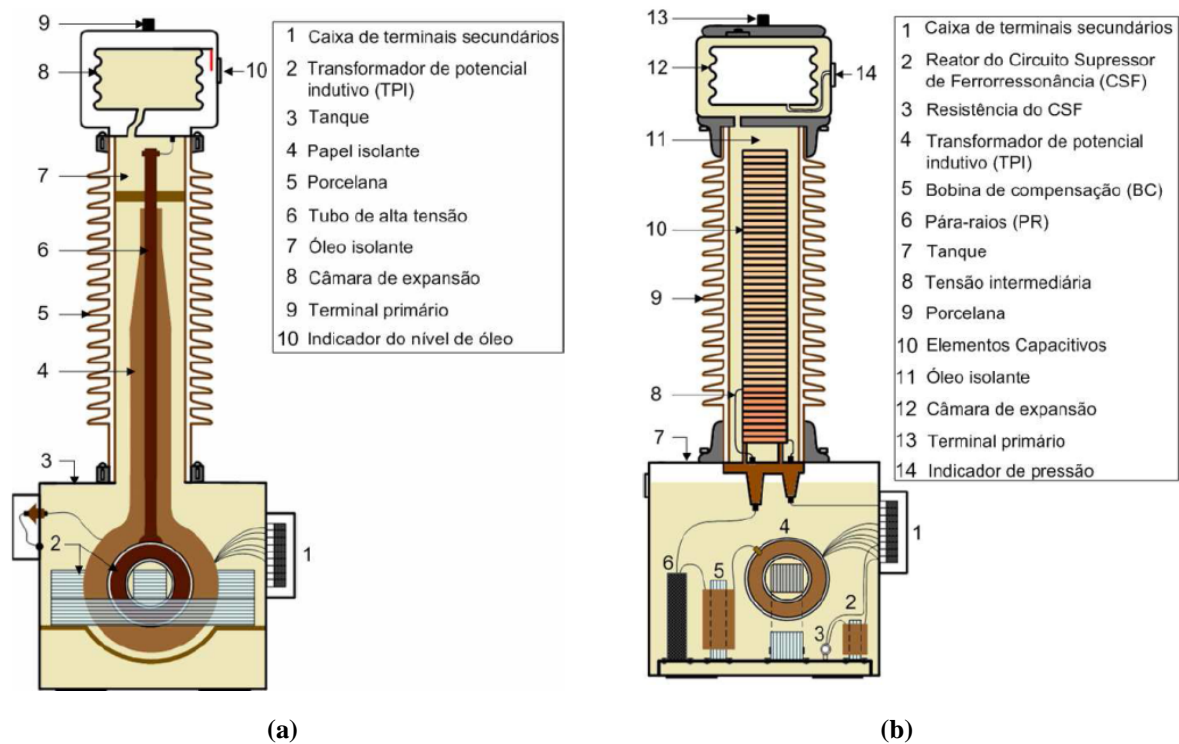 9
8
10
7
6
5
4
3
2
1
1 Caixa de terminais secundários
2 Transformador de potencial
indutivo (TPI)
3 Tanque
4 Papel isolante
5 Porcelana
6 Tubo de alta tensão
7 Óleo isolante
8 Câmara de expansão
9 Terminal primário
10 Indicador do nível de óleo
(a)
13
12
14
11
10
9
8
7
4
1
6
5
2
3
1 Caixa de terminais secundários
2 Reator do Circuito Supressor
de Ferrorressonância (CSF)
3 Resistência do CSF
4 Transformador de potencial
indutivo (TPI)
5 Bobina de compensação (BC)
6 Pára-raios (PR)
7 Tanque
8 Tensão intermediária
9 Porcelana
10 Elementos Capacitivos
11 Óleo isolante
12 Câmara de expansão
13 Terminal primário
14 Indicador de pressão
(b)